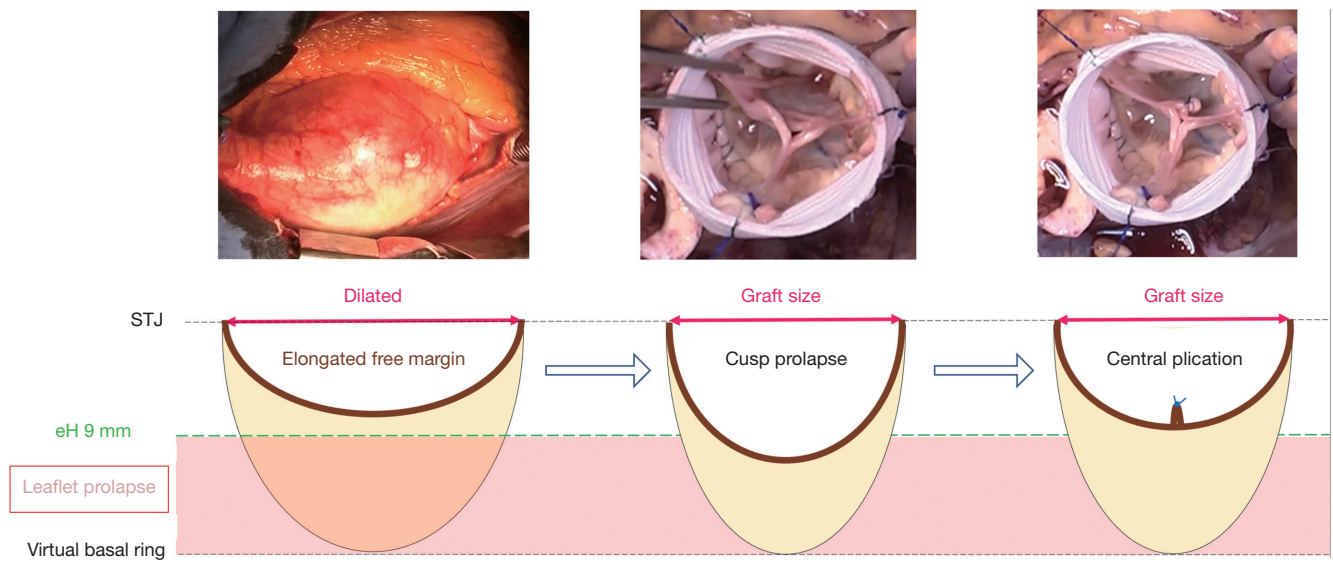 Dilated
Graft size
Graft size
STJ
Elongated free margin
Cusp prolapse
Central plication
eH 9 mm
Leaflet prolapse
Virtual basal ring